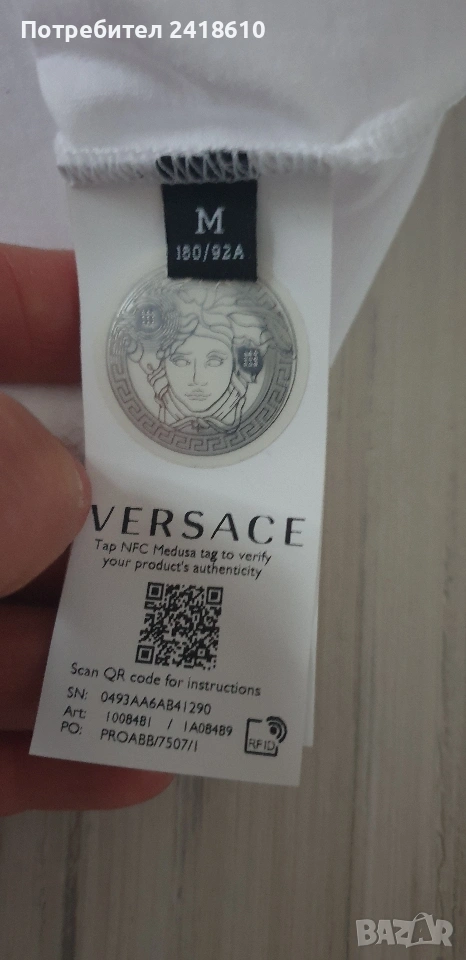 Потребител 2418610
M
180/92A
VERSACE
Tap NFC Medusa tag to verify
your product's authenticity
Scan QR code for instructions
SN: 0493AA6AB41290
Art: 1008481 / 1A08489
PO: PROABB/7507/1
RFID
BAZAR